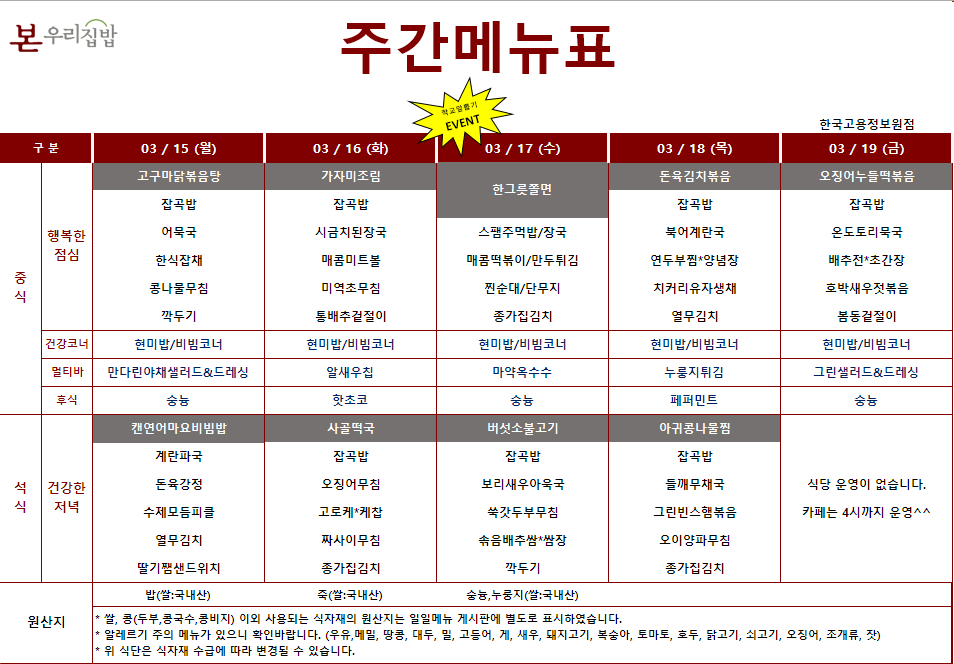 본우리집밥
주간메뉴표
학교앞풍기
EVENT
한국고용정보원점
구 분 03 / 15 (월) 03 / 16 (화) 03 / 17 (수) 03 / 18 (목) 03 / 19 (금)
중식
행복한 점심
고구마닭볶음탕 가자미조림 한그릇쫄면 돈육김치볶음 오징어누들떡볶음
잡곡밥 잡곡밥 잡곡밥 잡곡밥
어묵국 시금치된장국 스팸주먹밥/장국 북어계란국 온도토리묵국
한식잡채 매콤미트볼 매콤떡볶이/만두튀김 연두부찜*양념장 배추전*초간장
콩나물무침 미역초무침 찐순대/단무지 치커리유자생채 호박새우젓볶음
깍두기 통배추겉절이 종가집김치 열무김치 봄동겉절이
건강코너 현미밥/비빔코너 현미밥/비빔코너 현미밥/비빔코너 현미밥/비빔코너 현미밥/비빔코너
멀티바 만다린야채샐러드&드레싱 알새우칩 마약옥수수 누룽지튀김 그린샐러드&드레싱
후식 숭늉 핫초코 숭늉 페퍼민트 숭늉
석식
건강한 저녁
캔연어마요비빔밥 사골떡국 버섯소불고기 아귀콩나물찜
계란파국 잡곡밥 잡곡밥 잡곡밥
돈육강정 오징어무침 보리새우아욱국 들깨무채국 식당 운영이 없습니다.
수제모듬피클 고로케*케찹 쑥갓두부무침 그린빈스햄볶음 카페는 4시까지 운영^^
열무김치 짜사이무침 솎음배추쌈*쌈장 오이양파무침
딸기쨈샌드위치 종가집김치 깍두기 종가집김치
원산지
밥(쌀:국내산) 죽(쌀:국내산) 숭늉,누룽지(쌀:국내산)
* 쌀, 콩(두부,콩국수,콩비지) 이외 사용되는 식자재의 원산지는 일일메뉴 게시판에 별도로 표시하였습니다.
* 알레르기 주의 메뉴가 있으니 확인바랍니다. (우유,메밀, 땅콩, 대두, 밀, 고등어, 게, 새우, 돼지고기, 복숭아, 토마토, 호두, 닭고기, 쇠고기, 오징어, 조개류, 잣)
* 위 식단은 식자재 수급에 따라 변경될 수 있습니다.